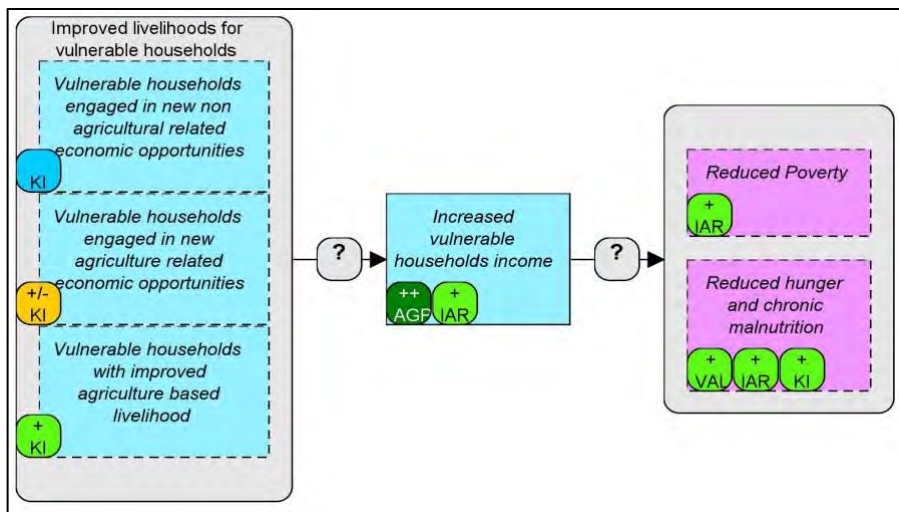 Improved livelihoods for
vulnerable households
Vulnerable households
engaged in new non
agricultural related
economic opportunities
KI
Vulnerable households
engaged in new
agriculture related
economic opportunities
+/-
KI
Vulnerable households
with improved
agriculture based
livelihood
+
KI
?
Increased
vulnerable
households income
++
AGF
+
IAR
?
Reduced Poverty
+
IAR
Reduced hunger
and chronic
malnutrition
+
VAL
+
IAR
+
KI